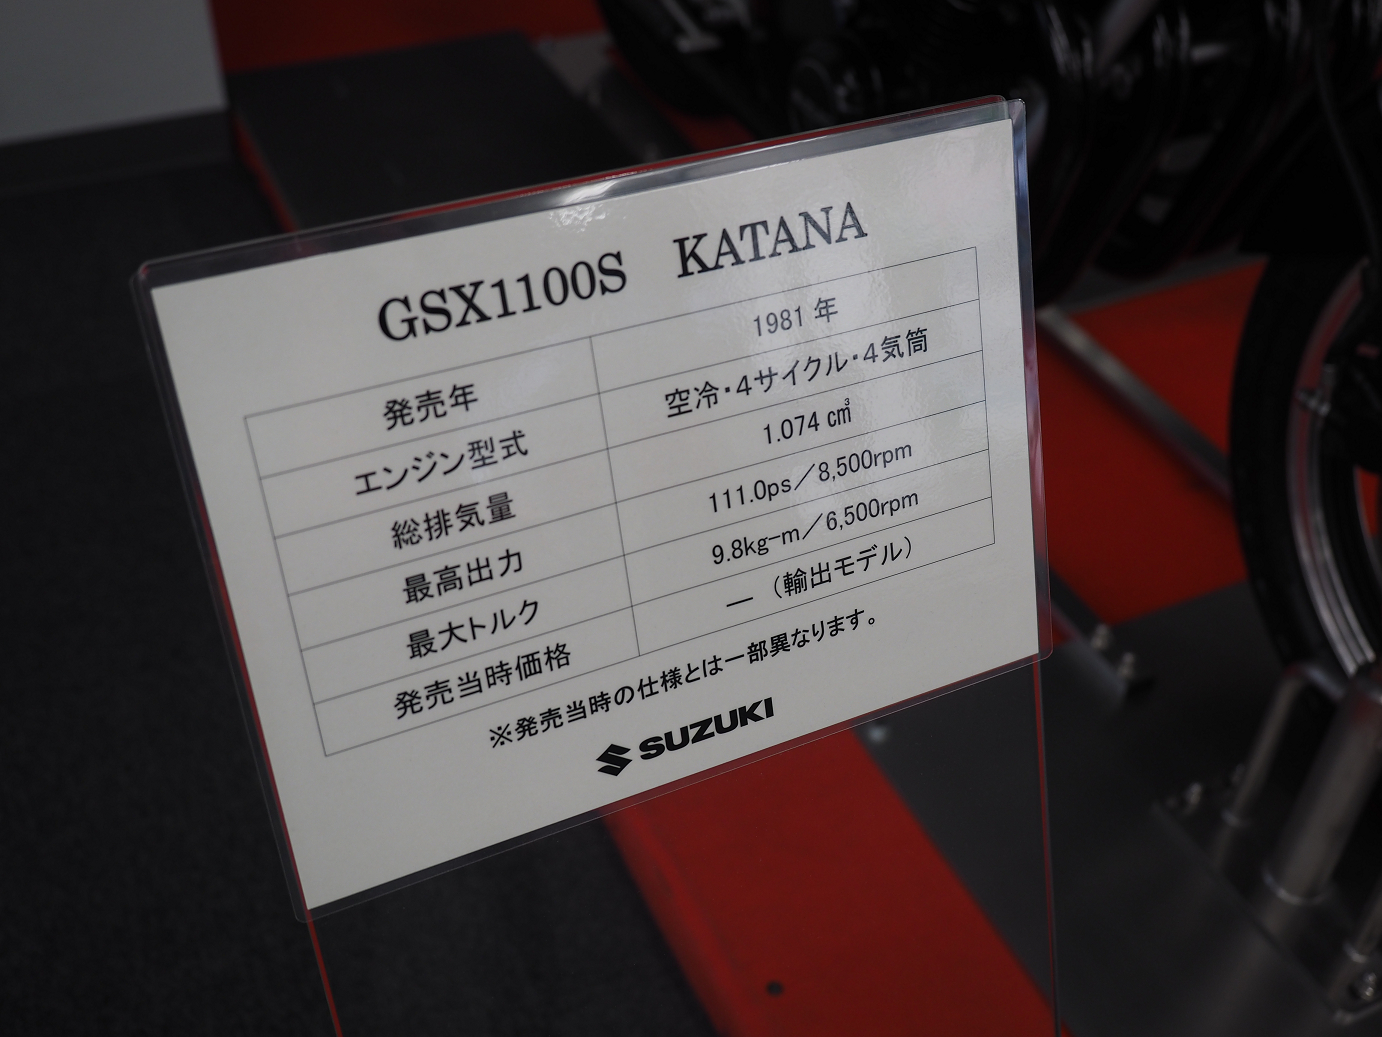 GSX1100S KATANA
発売年 1981 年
エンジン型式 空冷・4サイクル・4気筒
総排気量 1.074 c㎥
最高出力 111.0ps／8,500rpm
最大トルク 9.8kg-m／6,500rpm
発売当時価格 ―（輸出モデル）
※発売当時の仕様とは一部異なります。
SUZUKI